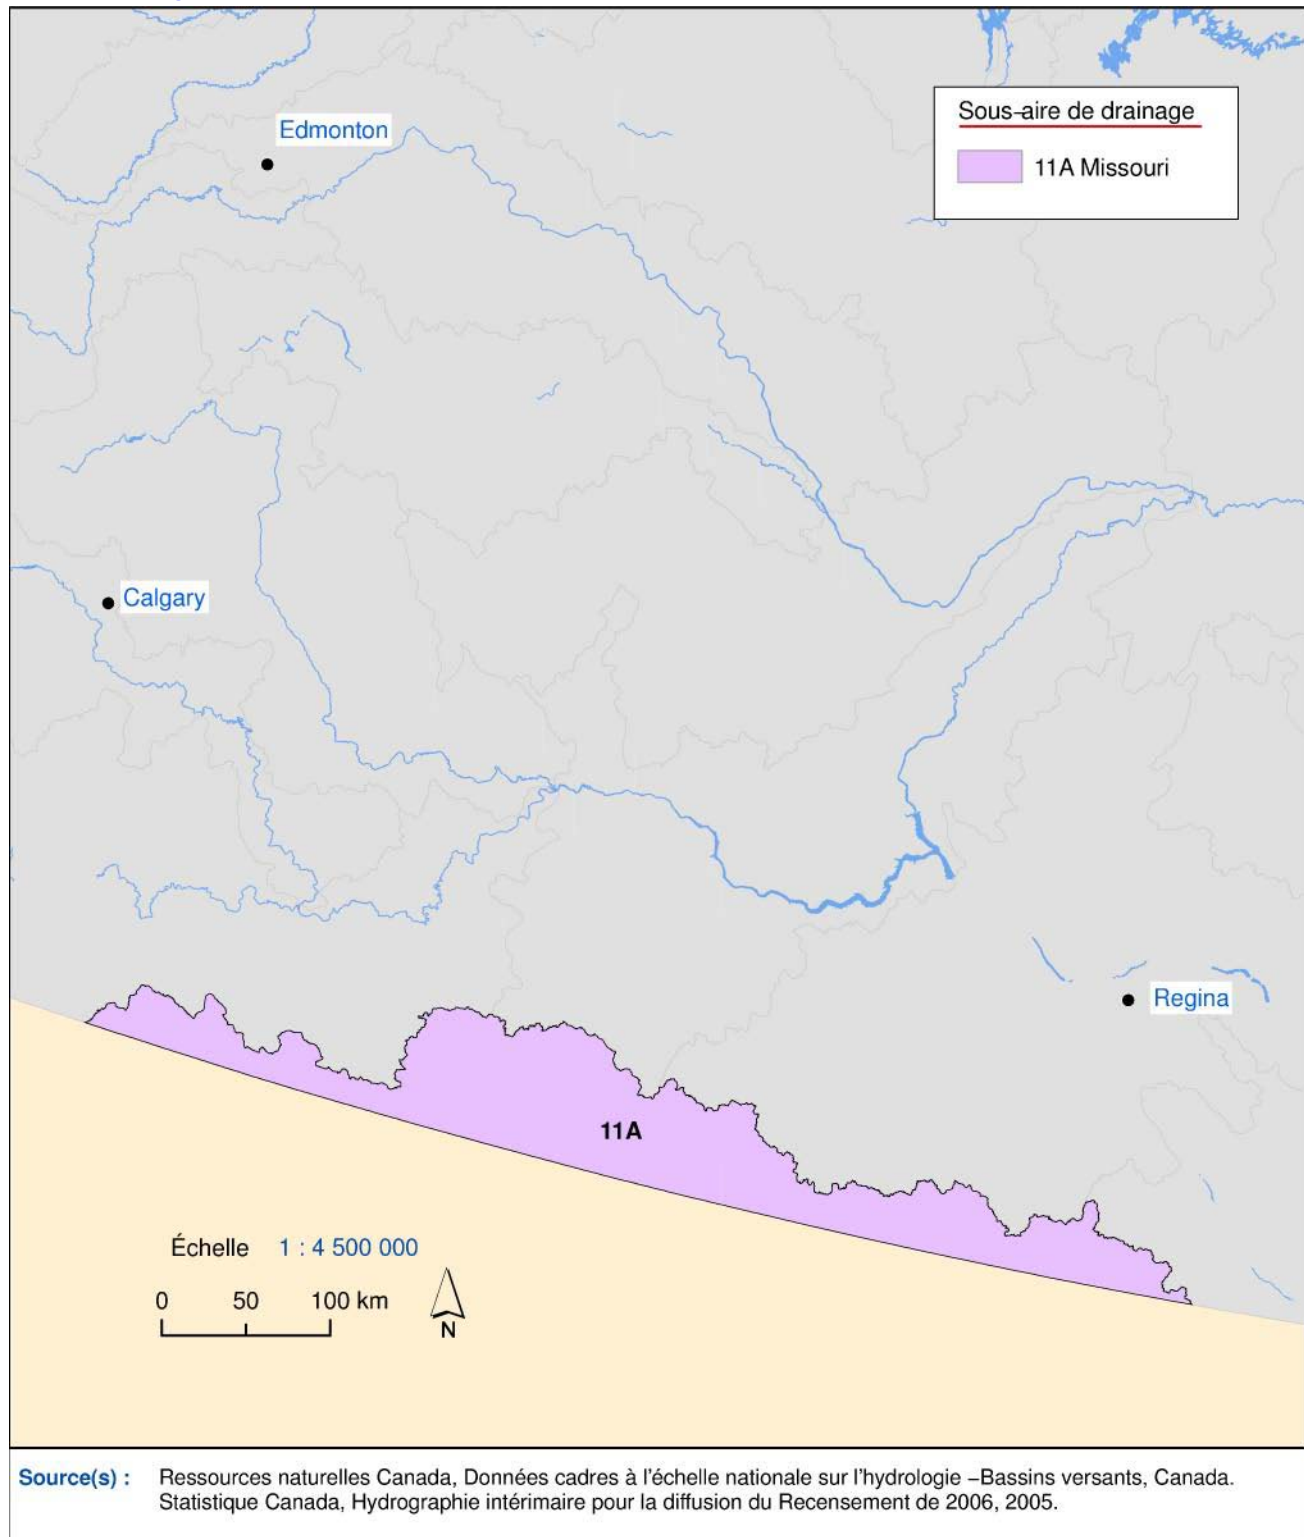 Edmonton
Sous-aire de drainage
11A Missouri
Calgary
Regina
11A
Échelle 1 : 4 500 000
0 50 100 km
N
Source(s) : Ressources naturelles Canada, Données cadres à l'échelle nationale sur l'hydrologie –Bassins versants, Canada.
Statistique Canada, Hydrographie intérimaire pour la diffusion du Recensement de 2006, 2005.